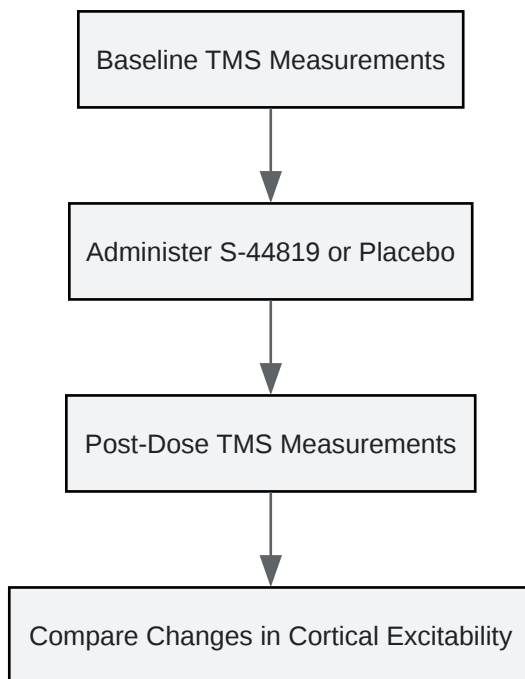 Baseline TMS Measurements
Administer S-44819 or Placebo
Post-Dose TMS Measurements
Compare Changes in Cortical Excitability